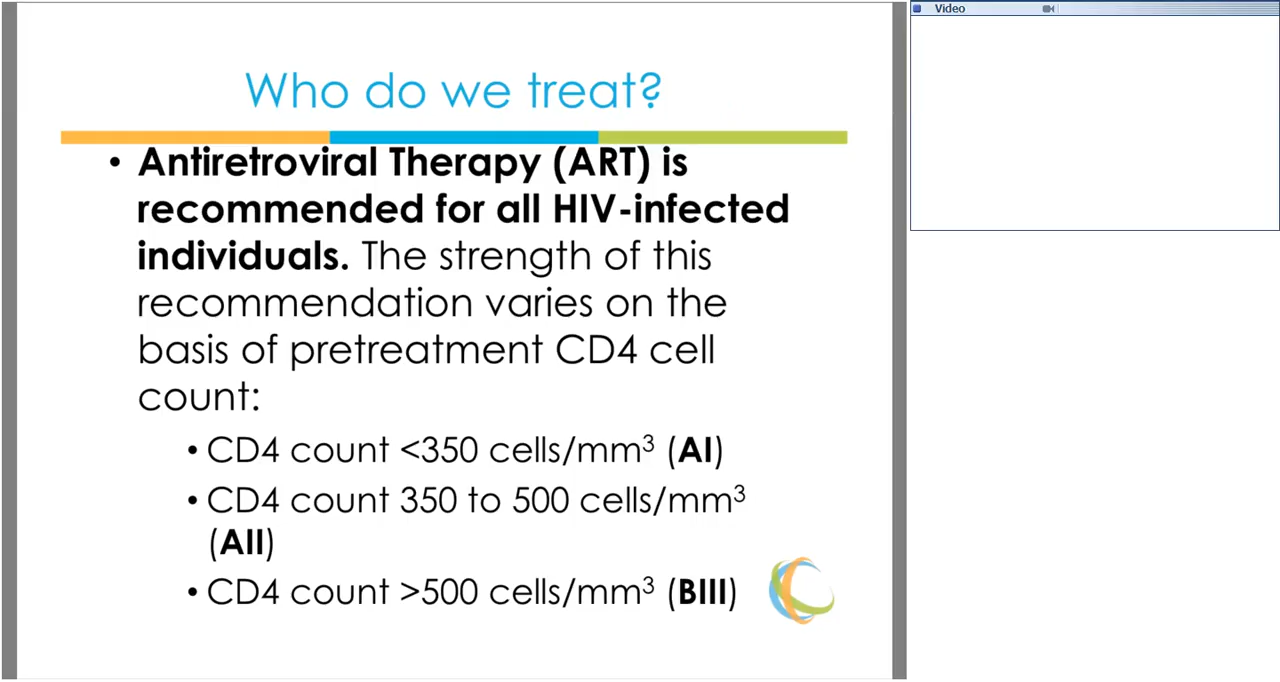 Video
Who do we treat?
• Antiretroviral Therapy (ART) is
recommended for all HIV-infected
individuals. The strength of this
recommendation varies on the
basis of pretreatment CD4 cell
count:
• CD4 count <350 cells/mm³ (AI)
• CD4 count 350 to 500 cells/mm³
(AII)
• CD4 count >500 cells/mm³ (BIII)